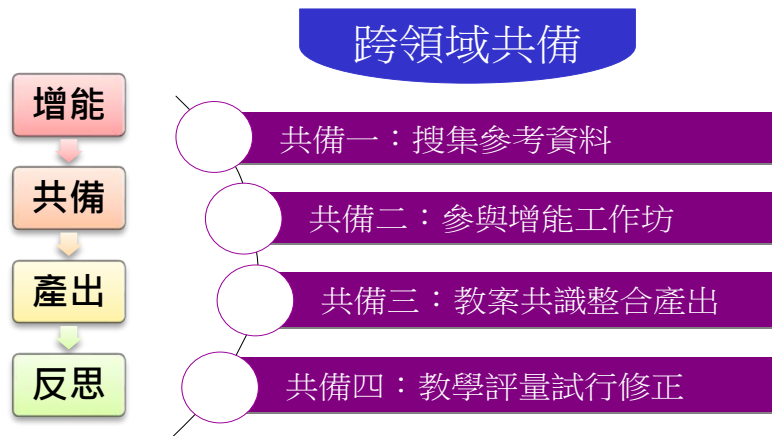 跨領域共備
增能
共備
產出
反思
共備一：搜集參考資料
共備二：參與增能工作坊
共備三：教案共識整合產出
共備四：教學評量試行修正